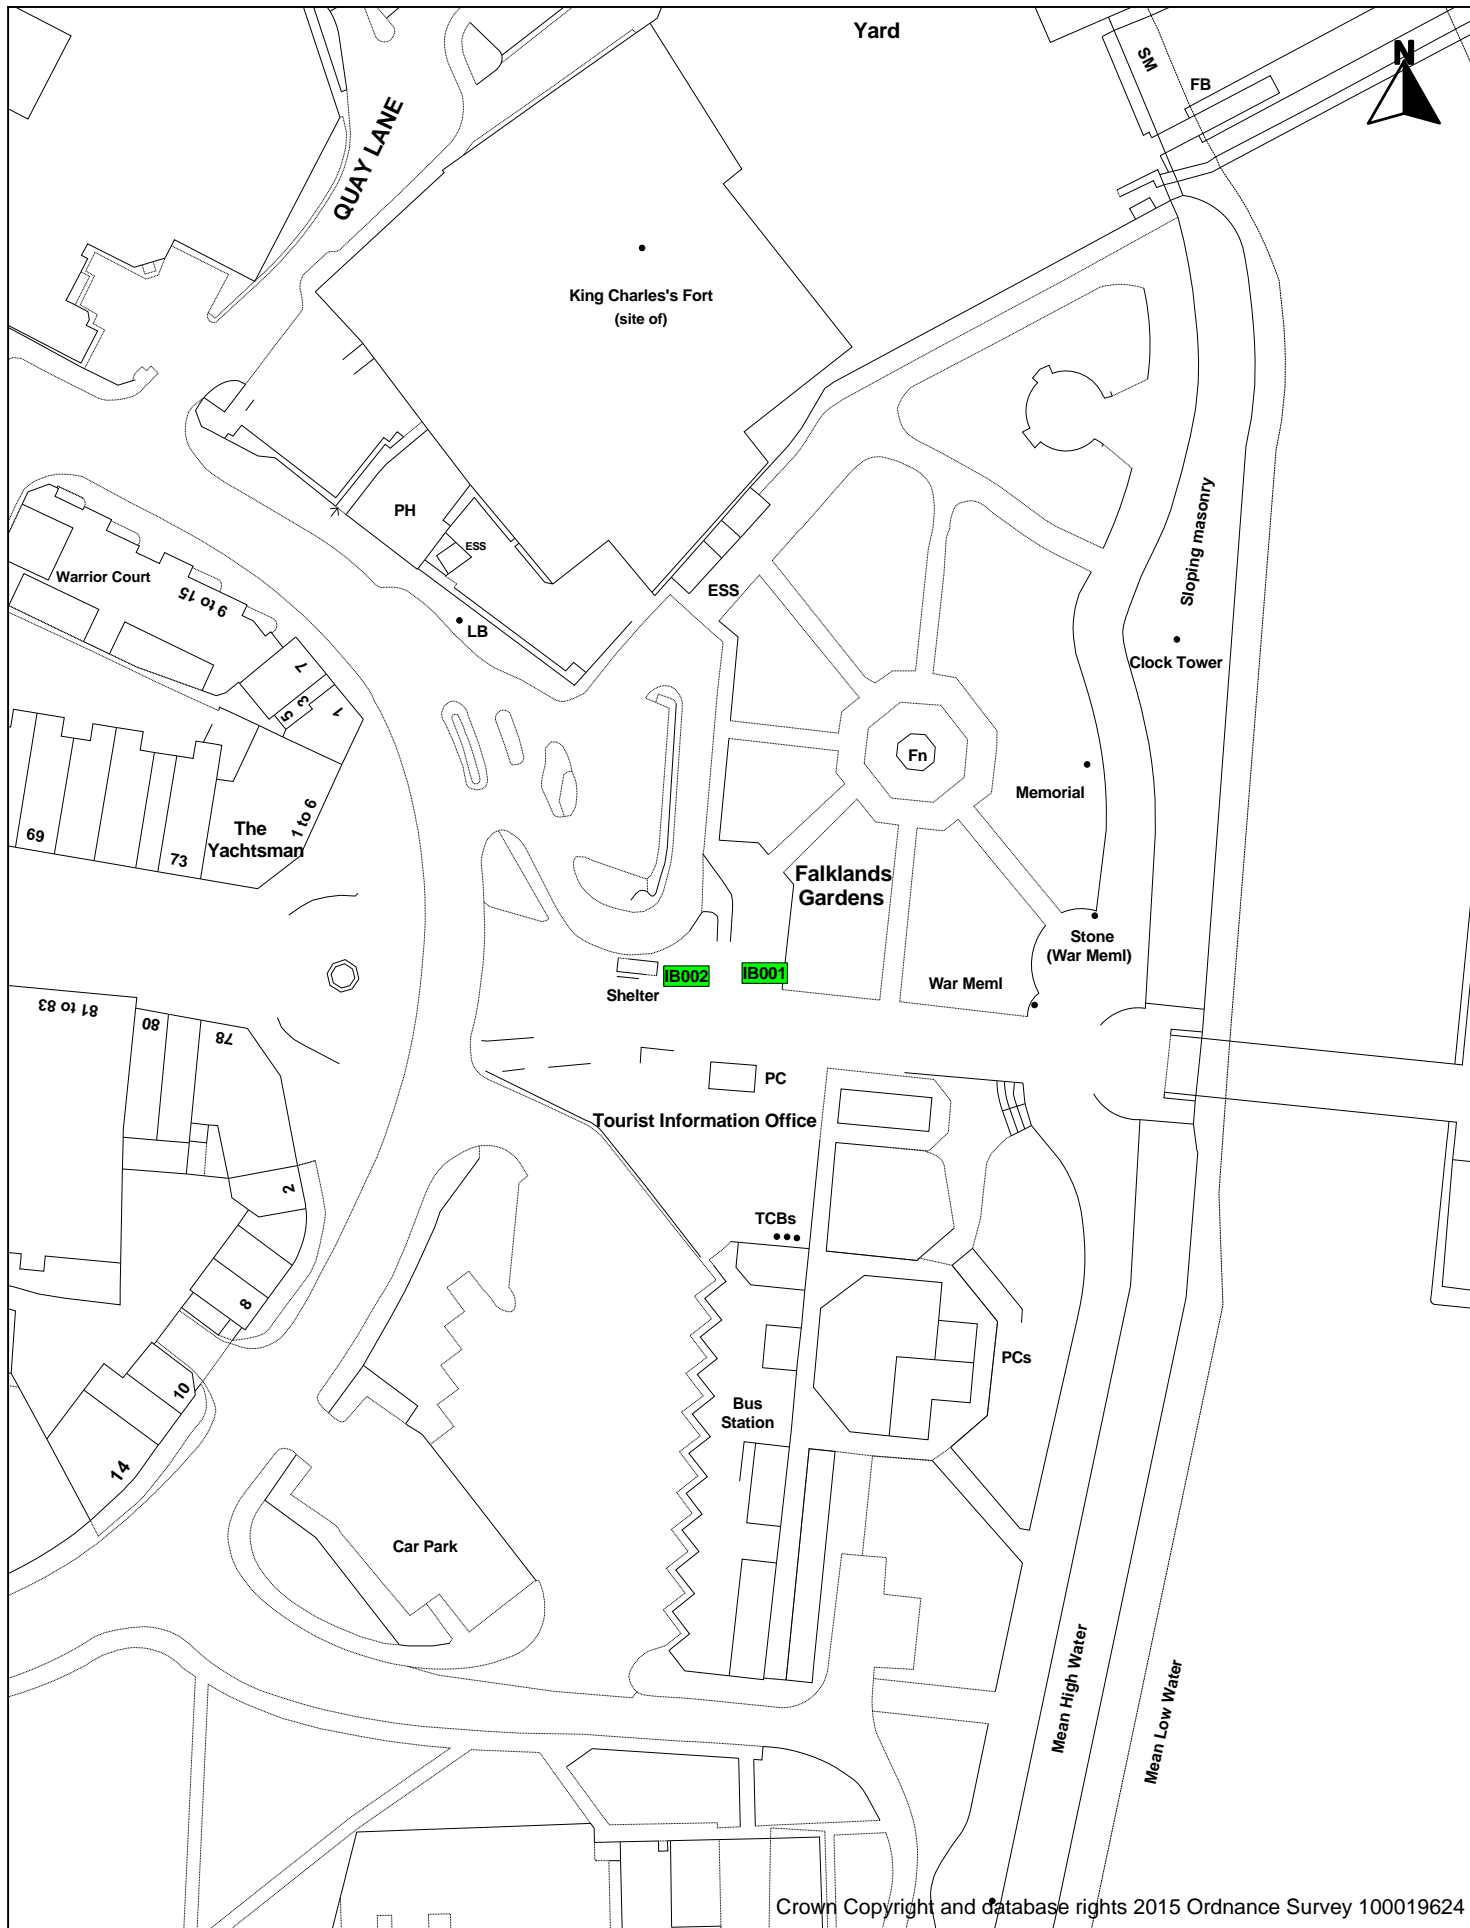 Yard
N
SM
FB
QUAY LANE
King Charles's Fort
(site of)
Sloping masonry
PH
ESS
ESS
Warrior Court
9 to 15
LB
Clock Tower
7
5
3
1
Fn
Memorial
69
73
The
Yachtsman
1 to 6
Falklands
Gardens
Stone
(War Meml)
IB002
IB001
Shelter
War Meml
81 to 83
80
78
PC
Tourist Information Office
2
TCBs
8
PCs
10
Bus
Station
14
Car Park
Mean High Water
Mean Low Water
Crown Copyright and database rights 2015 Ordnance Survey 100019624